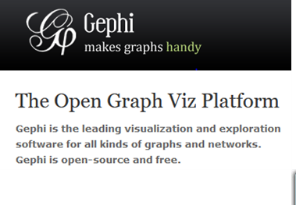 Gephi
makes graphs handy
The Open Graph Viz Platform
Gephi is the leading visualization and exploration
software for all kinds of graphs and networks.
Gephi is open-source and free.